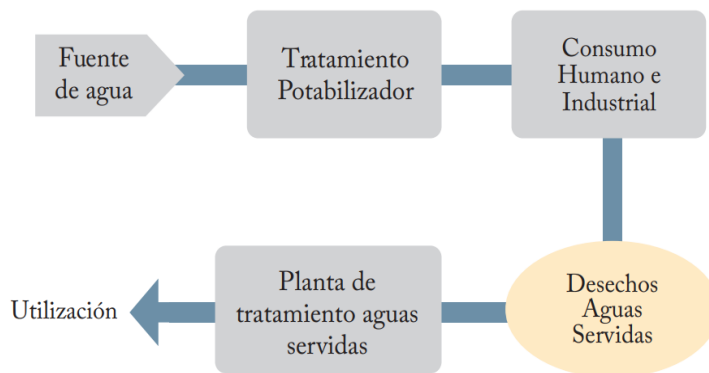 Fuente
de agua
Tratamiento
Potabilizador
Consumo
Humano e
Industrial
Desechos
Aguas
Servidas
Planta de
tratamiento aguas
servidas
Utilización